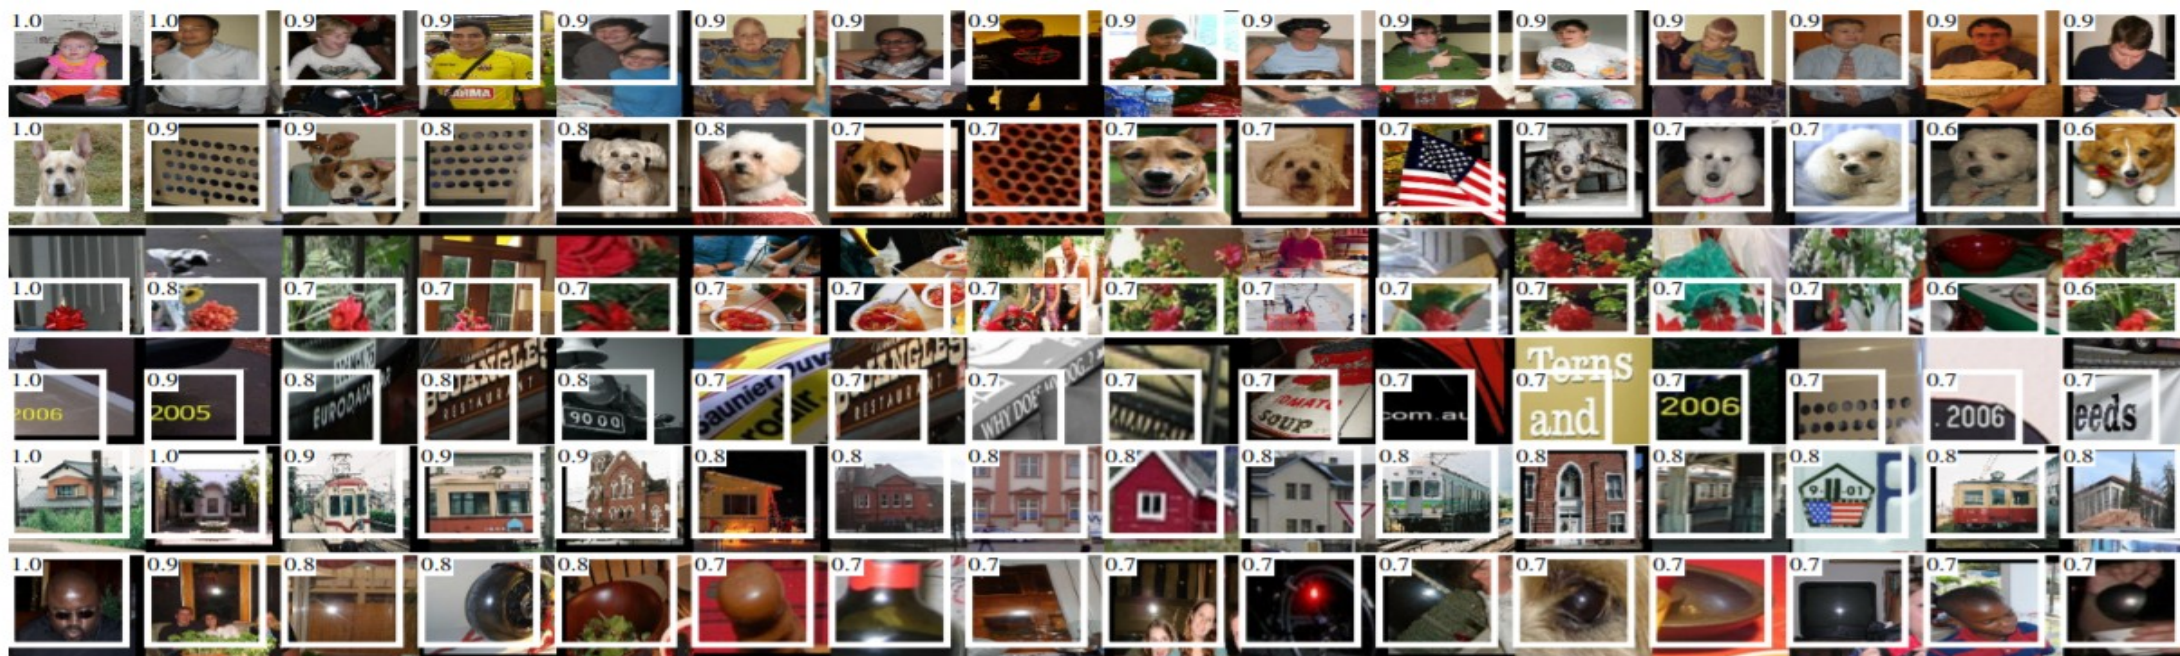 1.0 1.0 0.9 0.9 0.9 0.9 0.9 0.9 0.9 0.9 0.9 0.9 0.9 0.9 0.9 0.9
1.0 0.9 0.9 0.8 0.8 0.8 0.7 0.7 0.7 0.7 0.7 0.7 0.7 0.7 0.6 0.6
1.0 0.8 0.7 0.7 0.7 0.7 0.7 0.7 0.7 0.7 0.7 0.7 0.7 0.7 0.6 0.6
1.0 0.9 0.8 0.8 0.8 0.7 0.7 0.7 0.7 0.7 0.7 0.7 0.7 0.7 0.7 0.7
2006
2005
EURODATACAR
BOJANGLES
RESTAURANT
9000
Saunier Duv
rodir
JANGLES
RESTAURANT
WHY DOE MY DOG
TOMATO
SOUP
com.au
Terns
and
2006
. 2006
eeds
1.0 1.0 0.9 0.9 0.9 0.8 0.8 0.8 0.8 0.8 0.8 0.8 0.8 0.8 0.8 0.8
9-11-01
1.0 0.9 0.8 0.8 0.8 0.7 0.7 0.7 0.7 0.7 0.7 0.7 0.7 0.7 0.7 0.7